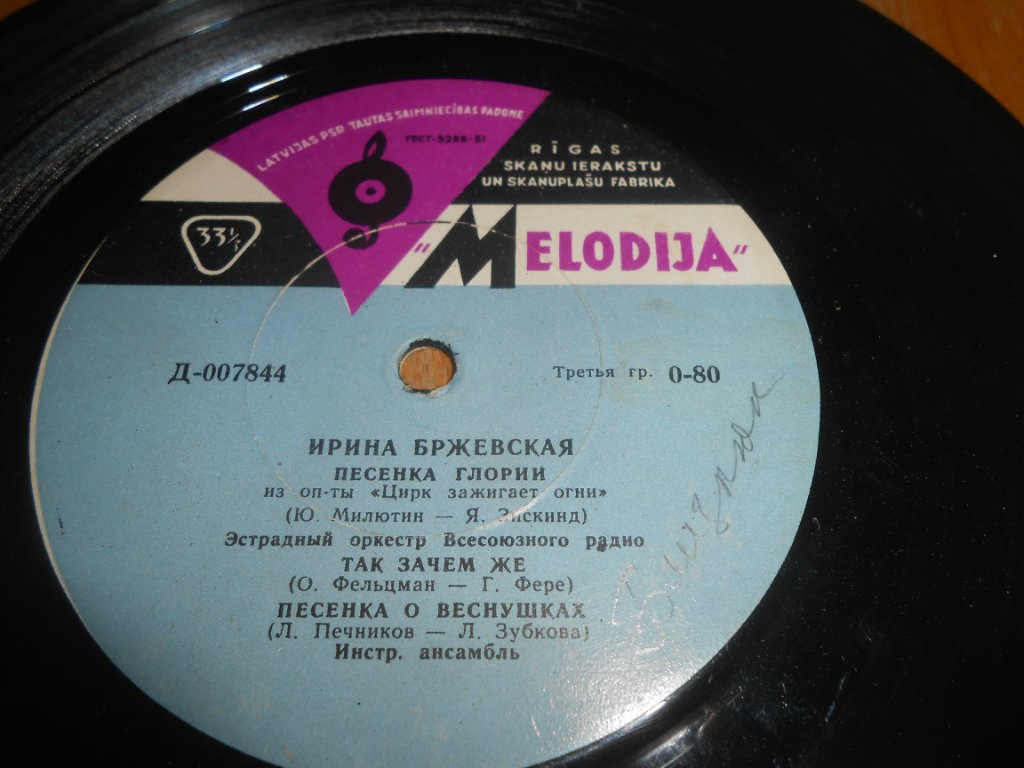 LATVIJAS PSR TAUTAS SAIMNIECĪBAS PADOME
ГОСТ-5289-61
RĪGAS
SKAŅU IERAKSTU
UN SKAŅUPLAŠU FABRIKA
33⅓
"MELODIJA"
Д-007844
Третья гр. 0-80
ИРИНА БРЖЕВСКАЯ
ПЕСЕНКА ГЛОРИИ
из оп-ты «Цирк зажигает огни»
(Ю. Милютин — Я. Зискинд)
Эстрадный оркестр Всесоюзного радио
ТАК ЗАЧЕМ ЖЕ
(О. Фельцман — Г. Фере)
ПЕСЕНКА О ВЕСНУШКАХ
(Л. Печников — Л. Зубкова)
Инстр. ансамбль